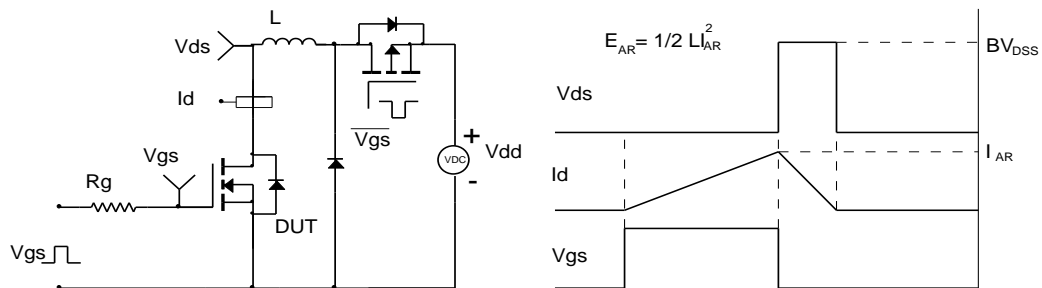 L
Vds
Id
Vgs
Vgs
Rg
DUT
Vgs
VDC
+
-
Vdd
E_AR = 1/2 LI_AR^2
BV_DSS
Vds
I_AR
Id
Vgs